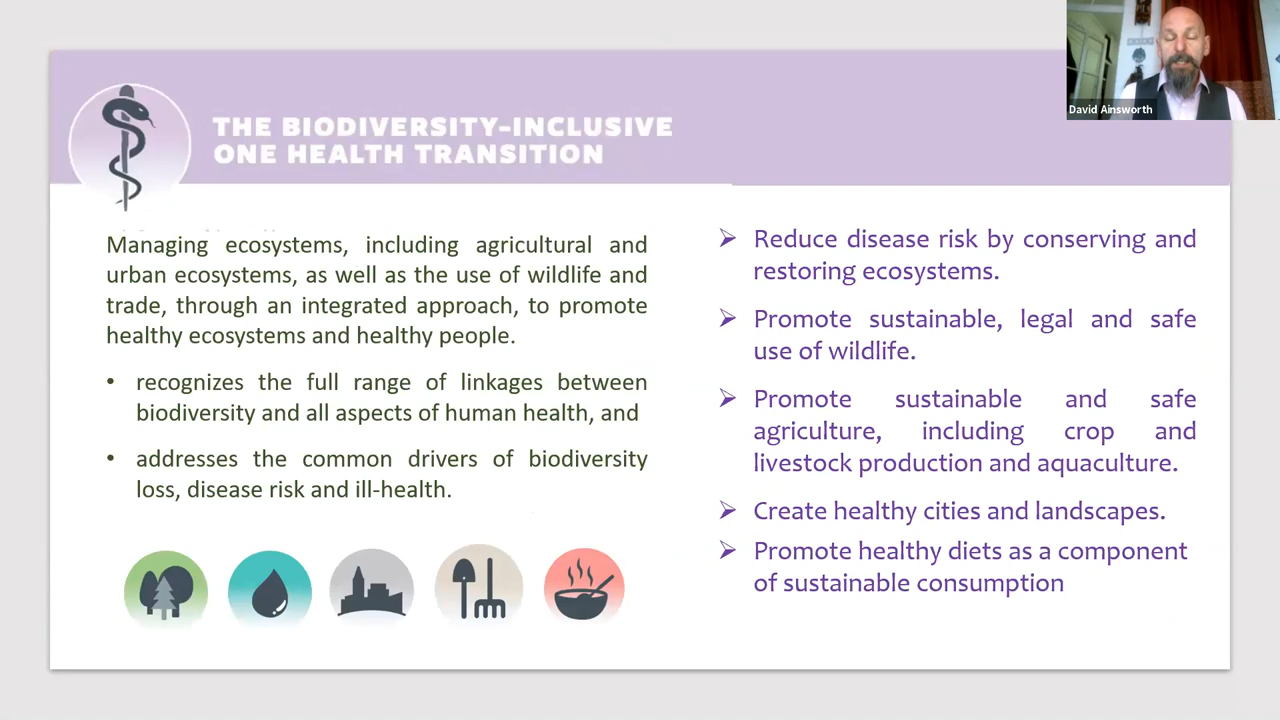 David Ainsworth
THE BIODIVERSITY-INCLUSIVE
ONE HEALTH TRANSITION
Managing ecosystems, including agricultural and
urban ecosystems, as well as the use of wildlife and
trade, through an integrated approach, to promote
healthy ecosystems and healthy people.
• recognizes the full range of linkages between
biodiversity and all aspects of human health, and
• addresses the common drivers of biodiversity
loss, disease risk and ill-health.
➢ Reduce disease risk by conserving and
restoring ecosystems.
➢ Promote sustainable, legal and safe
use of wildlife.
➢ Promote sustainable and safe
agriculture, including crop and
livestock production and aquaculture.
➢ Create healthy cities and landscapes.
➢ Promote healthy diets as a component
of sustainable consumption